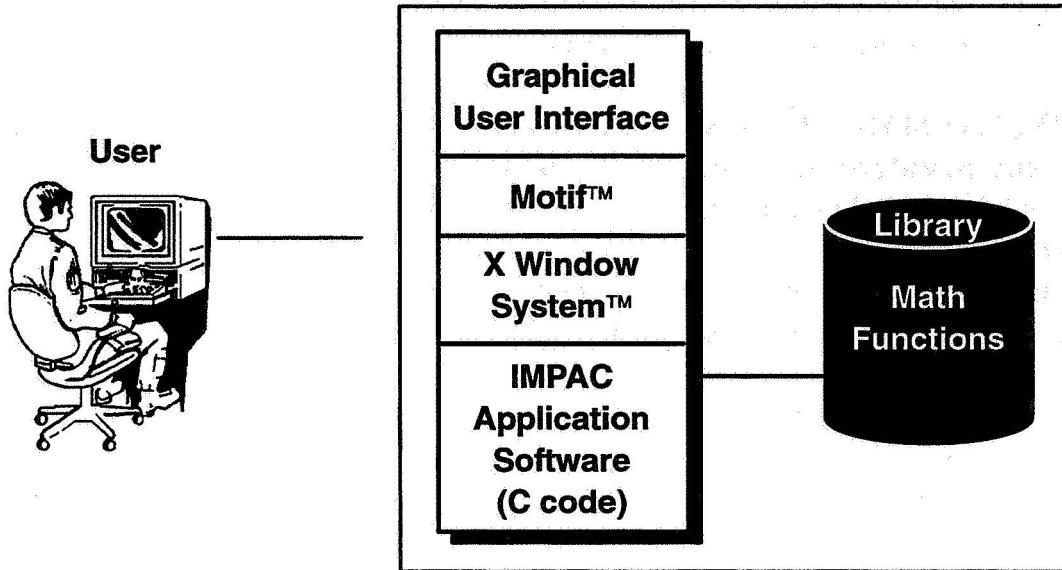 User
Graphical
User Interface
Motif™
X Window
System™
IMPAC
Application
Software
(C code)
Library
Math
Functions